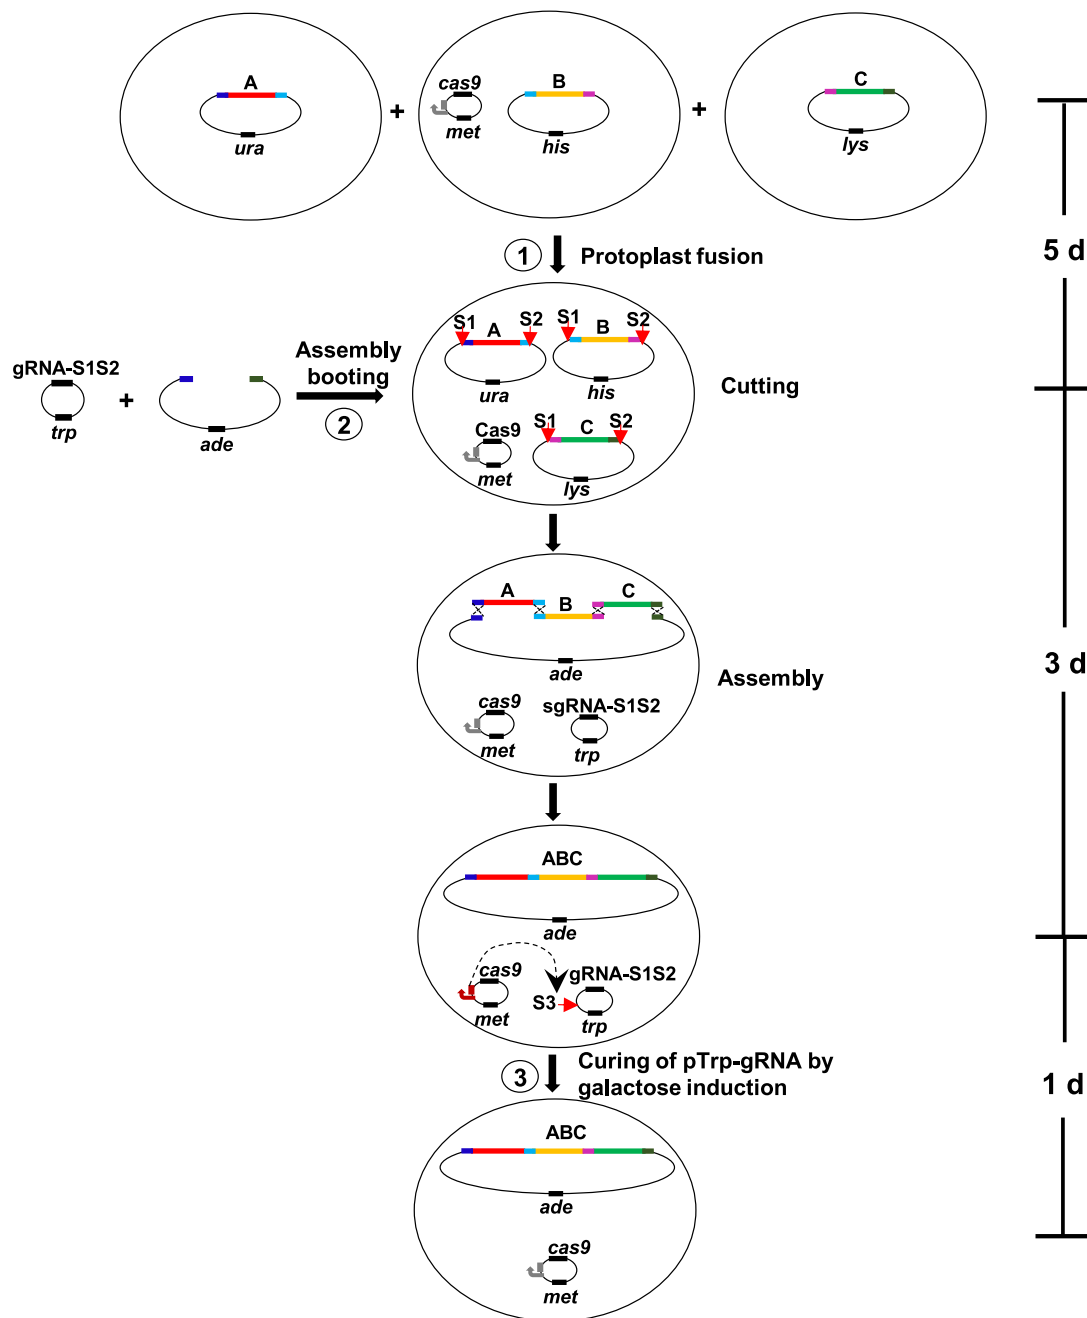 A
+
cas9
met
B
his
+
C
ura
lys
1
Protoplast fusion
5 d
gRNA-S1S2
trp
+
ade
Assembly
booting
2
S1
A
S2
ura
S1
B
S2
his
Cutting
Cas9
met
S1
C
S2
lys
A
B
C
ade
Assembly
cas9
met
sgRNA-S1S2
trp
3 d
ABC
ade
cas9
met
S3
gRNA-S1S2
trp
3
Curing of pTrp-gRNA by
galactose induction
1 d
ABC
ade
cas9
met